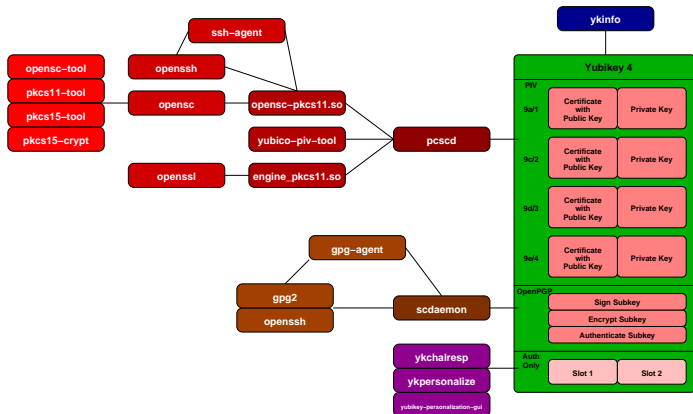 ykinfo
ssh-agent
openssh
opensc-tool
pkcs11-tool
pkcs15-tool
pkcs15-crypt
opensc
opensc-pkcs11.so
yubico-piv-tool
openssl
engine_pkcs11.so
pcscd
Yubikey 4
PIV
9a/1
Certificate
with
Public Key
Private Key
9c/2
Certificate
with
Public Key
Private Key
9d/3
Certificate
with
Public Key
Private Key
9e/4
Certificate
with
Public Key
Private Key
gpg-agent
gpg2
openssh
scdaemon
OpenPGP
Sign Subkey
Encrypt Subkey
Authenticate Subkey
ykchalresp
ykpersonalize
yubikey-personalization-gui
Auth
Only
Slot 1
Slot 2